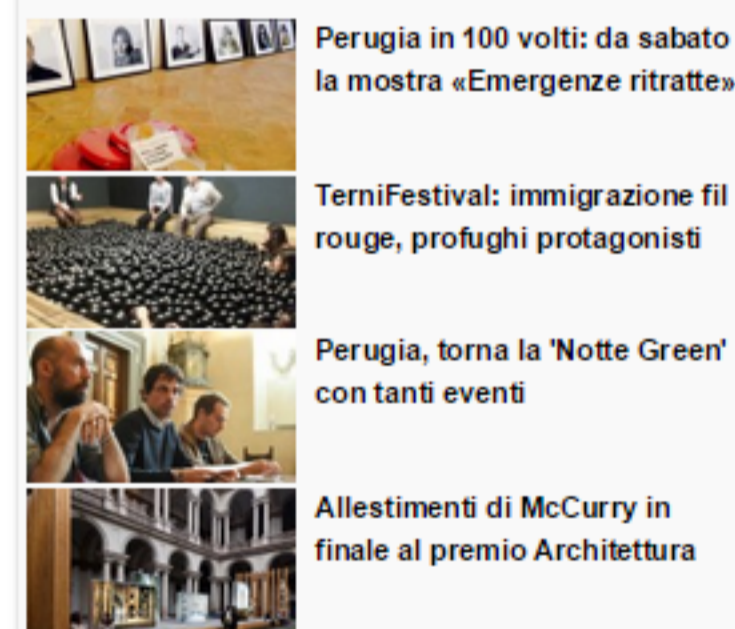 Perugia in 100 volti: da sabato
la mostra «Emergenze ritratte»
TerniFestival: immigrazione fil
rouge, profughi protagonisti
Perugia, torna la 'Notte Green'
con tanti eventi
Allestimenti di McCurry in
finale al premio Architettura